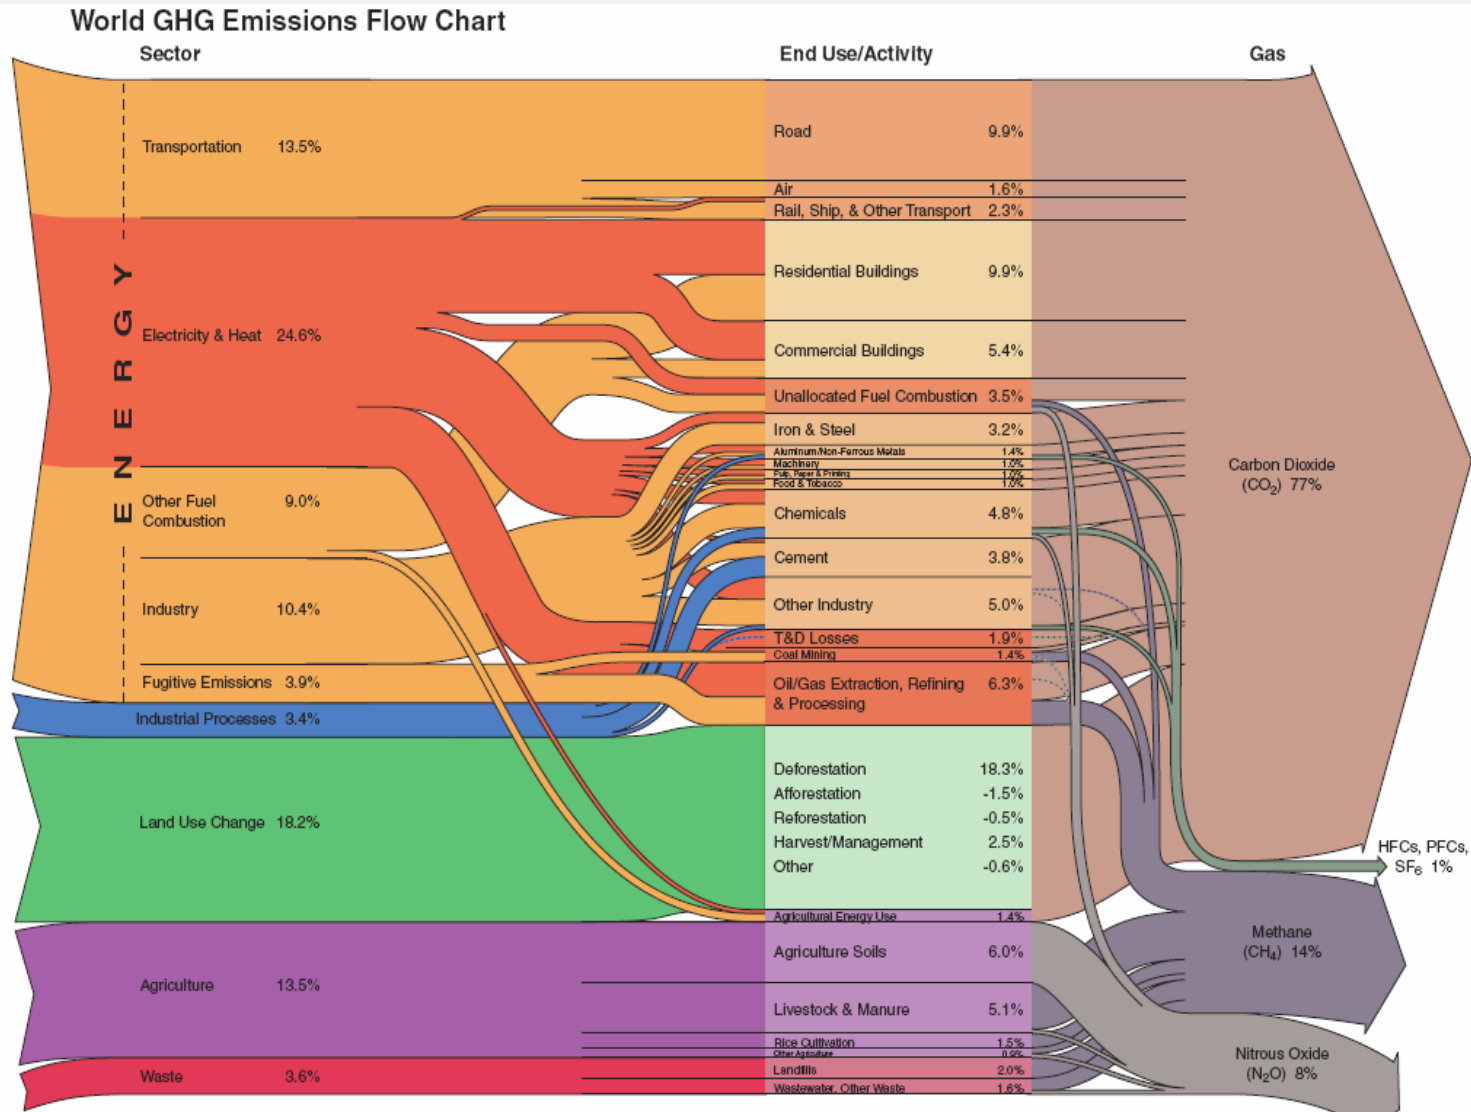 World GHG Emissions Flow Chart
Sector
End Use/Activity
Gas
ENERGY
Transportation 13.5%
Electricity & Heat 24.6%
Other Fuel
Combustion 9.0%
Industry 10.4%
Fugitive Emissions 3.9%
Industrial Processes 3.4%
Land Use Change 18.2%
Agriculture 13.5%
Waste 3.6%
Road 9.9%
Air 1.6%
Rail, Ship, & Other Transport 2.3%
Residential Buildings 9.9%
Commercial Buildings 5.4%
Unallocated Fuel Combustion 3.5%
Iron & Steel 3.2%
Aluminum/Non-Ferrous Metals 1.4%
Machinery 1.0%
Pulp, Paper & Printing 1.0%
Food & Tobacco 1.0%
Chemicals 4.8%
Cement 3.8%
Other Industry 5.0%
T&D Losses 1.9%
Coal Mining 1.4%
Oil/Gas Extraction, Refining
& Processing 6.3%
Deforestation 18.3%
Afforestation -1.5%
Reforestation -0.5%
Harvest/Management 2.5%
Other -0.6%
Agricultural Energy Use 1.4%
Agriculture Soils 6.0%
Livestock & Manure 5.1%
Rice Cultivation 1.5%
Other Agriculture 0.9%
Landfills 2.0%
Wastewater, Other Waste 1.6%
Carbon Dioxide
(CO₂) 77%
HFCs, PFCs,
SF₆ 1%
Methane
(CH₄) 14%
Nitrous Oxide
(N₂O) 8%